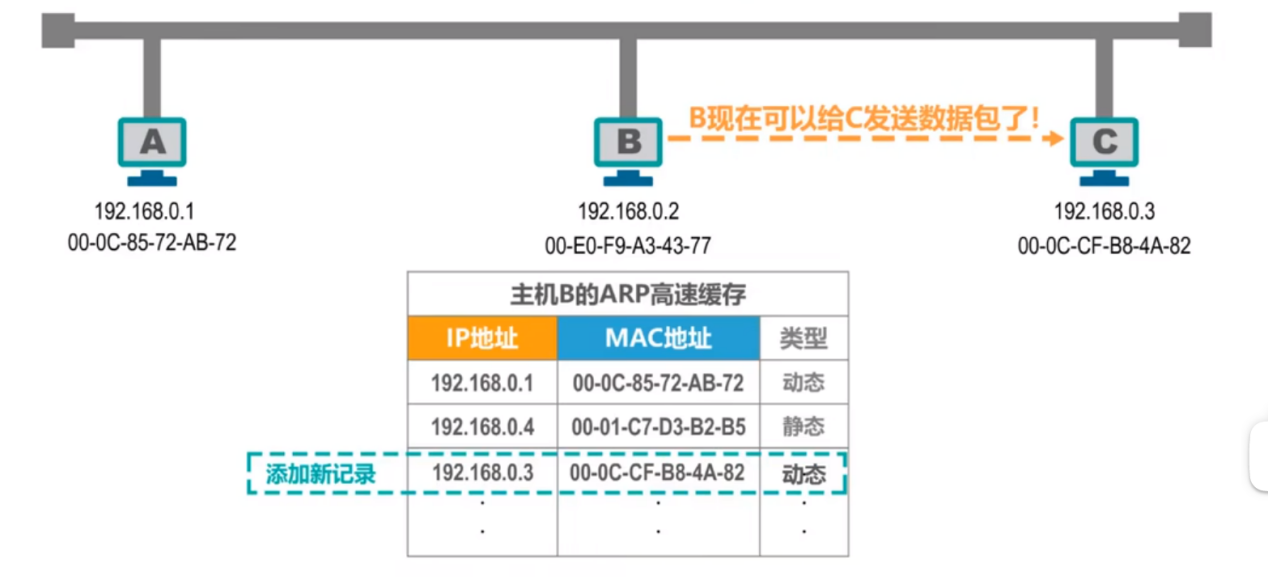 B现在可以给C发送数据包了!
A
B
C
192.168.0.1
192.168.0.2
192.168.0.3
00-0C-85-72-AB-72
00-E0-F9-A3-43-77
00-0C-CF-B8-4A-82
主机B的ARP高速缓存
IP地址 MAC地址 类型
192.168.0.1 00-0C-85-72-AB-72 动态
192.168.0.4 00-01-C7-D3-B2-B5 静态
添加新记录 192.168.0.3 00-0C-CF-B8-4A-82 动态
. . .
. . .